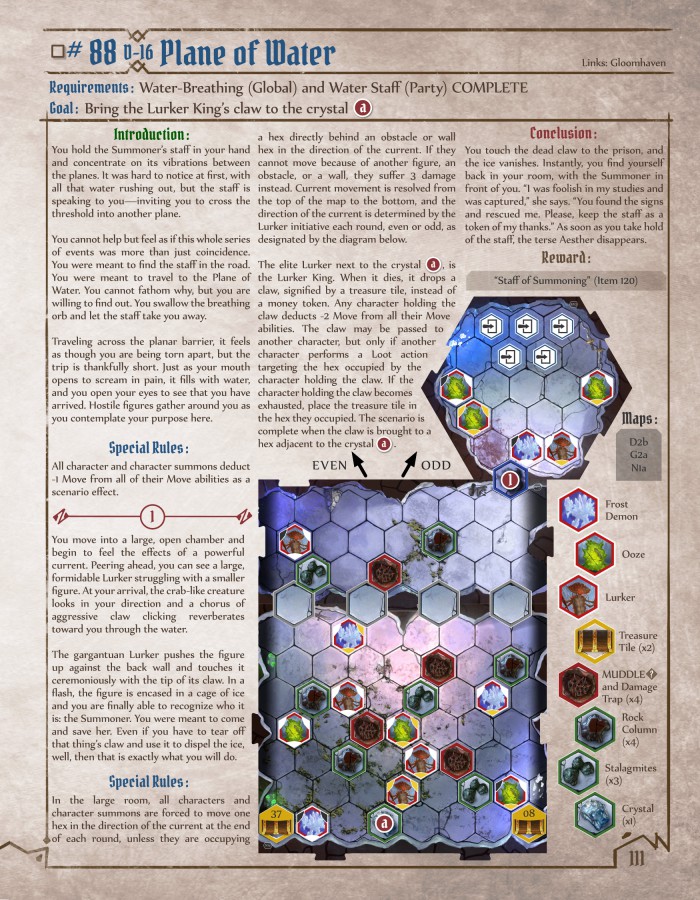 # 88 D-16 Plane of Water
Links: Gloomhaven
Requirements: Water-Breathing (Global) and Water Staff (Party) COMPLETE
Goal: Bring the Lurker King's claw to the crystal a
Introduction:
You hold the Summoner's staff in your hand
and concentrate on its vibrations between
the planes. It was hard to notice at first, with
all that water rushing out, but the staff is
speaking to you—inviting you to cross the
threshold into another plane.
You cannot help but feel as if this whole series
of events was more than just coincidence.
You were meant to find the staff in the road.
You were meant to travel to the Plane of
Water. You cannot fathom why, but you are
willing to find out. You swallow the breathing
orb and let the staff take you away.
Traveling across the planar barrier, it feels
as though you are being torn apart, but the
trip is thankfully short. Just as your mouth
opens to scream in pain, it fills with water,
and you open your eyes to see that you have
arrived. Hostile figures gather around you as
you contemplate your purpose here.
Special Rules:
All character and character summons deduct
-1 Move from all of their Move abilities as a
scenario effect.
1
You move into a large, open chamber and
begin to feel the effects of a powerful
current. Peering ahead, you can see a large,
formidable Lurker struggling with a smaller
figure. At your arrival, the crab-like creature
looks in your direction and a chorus of
aggressive claw clicking reverberates
toward you through the water.
The gargantuan Lurker pushes the figure
up against the back wall and touches it
ceremoniously with the tip of its claw. In a
flash, the figure is encased in a cage of ice
and you are finally able to recognize who it
is: the Summoner. You were meant to come
and save her. Even if you have to tear off
that thing's claw and use it to dispel the ice,
well, then that is exactly what you will do.
Special Rules:
In the large room, all characters and
character summons are forced to move one
hex in the direction of the current at the end
of each round, unless they are occupying
a hex directly behind an obstacle or wall
hex in the direction of the current. If they
cannot move because of another figure, an
obstacle, or a wall, they suffer 3 damage
instead. Current movement is resolved from
the top of the map to the bottom, and the
direction of the current is determined by the
Lurker initiative each round, even or odd, as
designated by the diagram below.
The elite Lurker next to the crystal a, is
the Lurker King. When it dies, it drops a
claw, signified by a treasure tile, instead of
a money token. Any character holding the
claw deducts -2 Move from all their Move
abilities. The claw may be passed to
another character, but only if another
character performs a Loot action
targeting the hex occupied by the
character holding the claw. If the
character holding the claw becomes
exhausted, place the treasure tile in
the hex they occupied. The scenario is
complete when the claw is brought to a
hex adjacent to the crystal a.
EVEN
ODD
Conclusion:
You touch the dead claw to the prison, and
the ice vanishes. Instantly, you find yourself
back in your room, with the Summoner in
front of you. "I was foolish in my studies and
was captured," she says. "You found the signs
and rescued me. Please, keep the staff as a
token of my thanks." As soon as you take hold
of the staff, the terse Aesther disappears.
Reward:
"Staff of Summoning" (Item 120)
Maps:
D2b
G2a
N1a
1
37
a
08
Frost
Demon
Ooze
Lurker
Treasure
Tile (x2)
MUDDLE�
and Damage
Trap (x4)
Rock
Column
(x4)
Stalagmites
(x3)
Crystal
(x1)
111